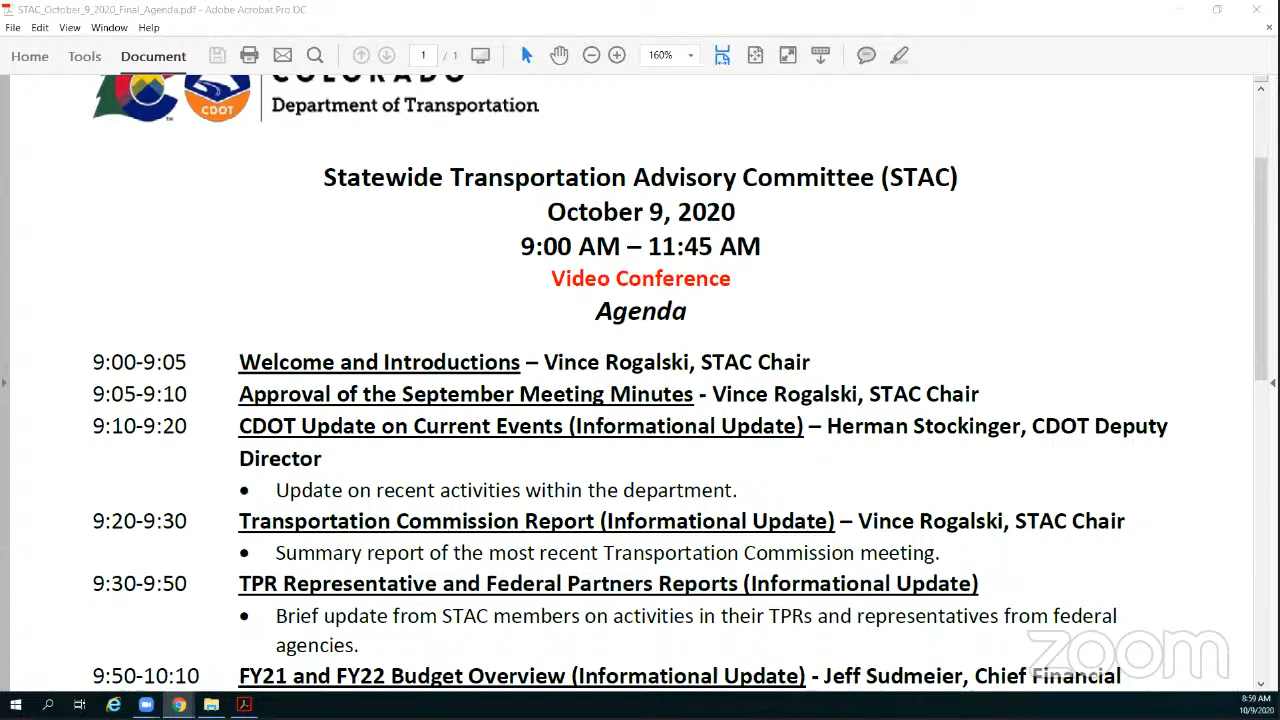 STAC_October_9_2020_Final_Agenda.pdf - Adobe Acrobat Pro DC
File Edit View Window Help
Home Tools Document 1 / 1 160%
COLORADO
CDOT
TM
Department of Transportation
Statewide Transportation Advisory Committee (STAC)
October 9, 2020
9:00 AM – 11:45 AM
Video Conference
Agenda
9:00-9:05 Welcome and Introductions – Vince Rogalski, STAC Chair
9:05-9:10 Approval of the September Meeting Minutes - Vince Rogalski, STAC Chair
9:10-9:20 CDOT Update on Current Events (Informational Update) – Herman Stockinger, CDOT Deputy
Director
• Update on recent activities within the department.
9:20-9:30 Transportation Commission Report (Informational Update) – Vince Rogalski, STAC Chair
• Summary report of the most recent Transportation Commission meeting.
9:30-9:50 TPR Representative and Federal Partners Reports (Informational Update)
• Brief update from STAC members on activities in their TPRs and representatives from federal
agencies.
zoom
9:50-10:10 FY21 and FY22 Budget Overview (Informational Update) - Jeff Sudmeier, Chief Financial
8:59 AM
10/9/2020